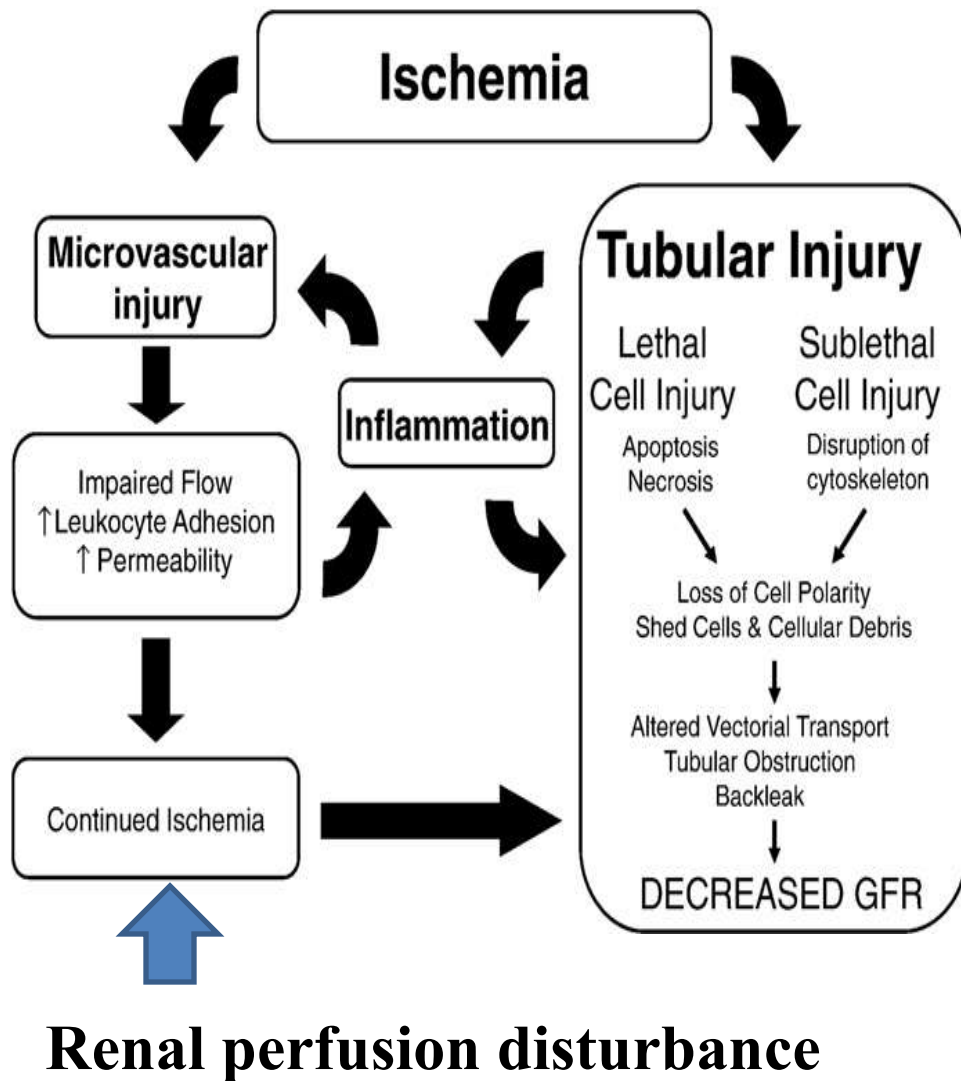 Ischemia
Microvascular
injury
Impaired Flow
↑Leukocyte Adhesion
↑ Permeability
Continued Ischemia
Inflammation
Tubular Injury
Lethal
Cell Injury
Apoptosis
Necrosis
Sublethal
Cell Injury
Disruption of
cytoskeleton
Loss of Cell Polarity
Shed Cells & Cellular Debris
Altered Vectorial Transport
Tubular Obstruction
Backleak
DECREASED GFR
Renal perfusion disturbance